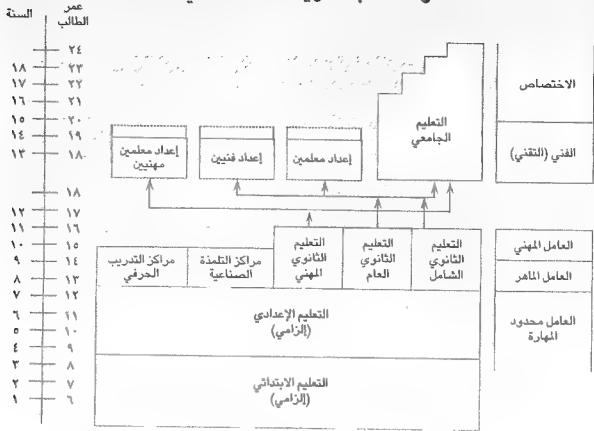 السنة
عمر
الطالب
٢٤
١٨ ٢٣
١٧ ٢٢
١٦ ٢١
١٥ ٢٠
١٤ ١٩
١٣ ١٨
١٨
١٢ ١٧
١١ ١٦
١٠ ١٥
٩ ١٤
٨ ١٣
٧ ١٢
٦ ١١
٥ ١٠
٤ ٩
٣ ٨
٢ ٧
١ ٦
الاختصاص
الفني (التقني)
التعليم
الجامعي
إعداد معلمين
إعداد فنيين
إعداد معلمين
مهنيين
العامل المهني
العامل الماهر
العامل محدود
المهارة
التعليم
الثانوي
الشامل
التعليم
الثانوي
العام
التعليم
الثانوي
المهني
مراكز التلمذة
الصناعية
مراكز التدريب
الحرفي
التعليم الإعدادي
(إلزامي)
التعليم الابتدائي
(إلزامي)